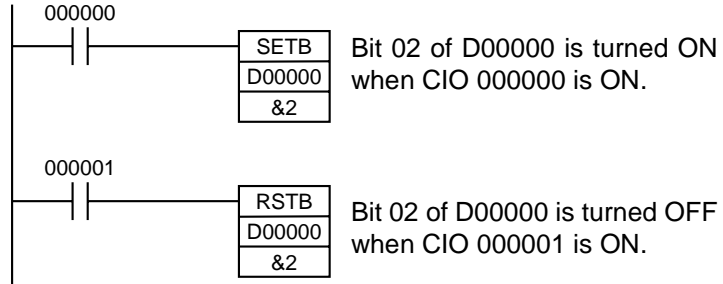 000000
SETB
D00000
&2
Bit 02 of D00000 is turned ON
when CIO 000000 is ON.
000001
RSTB
D00000
&2
Bit 02 of D00000 is turned OFF
when CIO 000001 is ON.